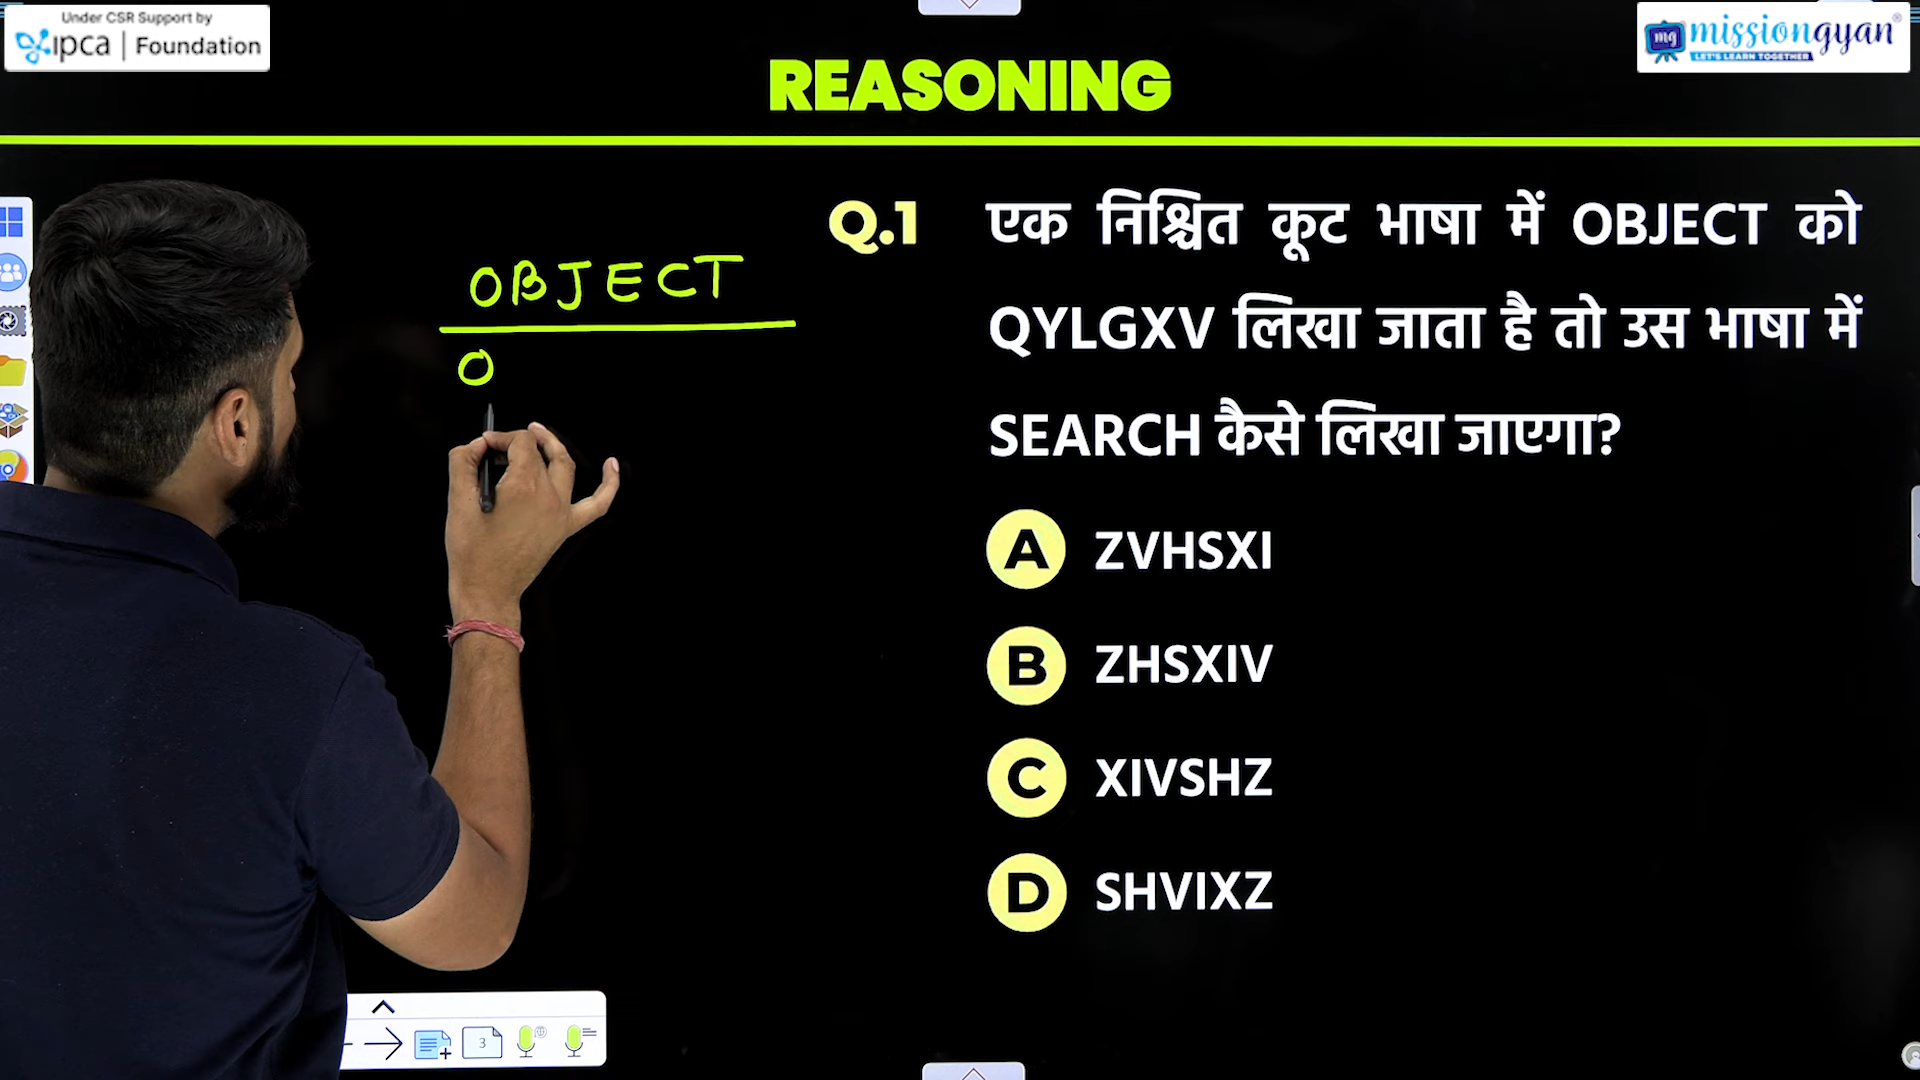 Under CSR Support by
ipca | Foundation
mg missiongyan®
LET'S LEARN TOGETHER
REASONING
OBJECT
O
Q.1 एक निश्चित कूट भाषा में OBJECT को
QYLGXV लिखा जाता है तो उस भाषा में
SEARCH कैसे लिखा जाएगा?
A ZVHSXI
B ZHSXIV
C XIVSHZ
D SHVIXZ
3